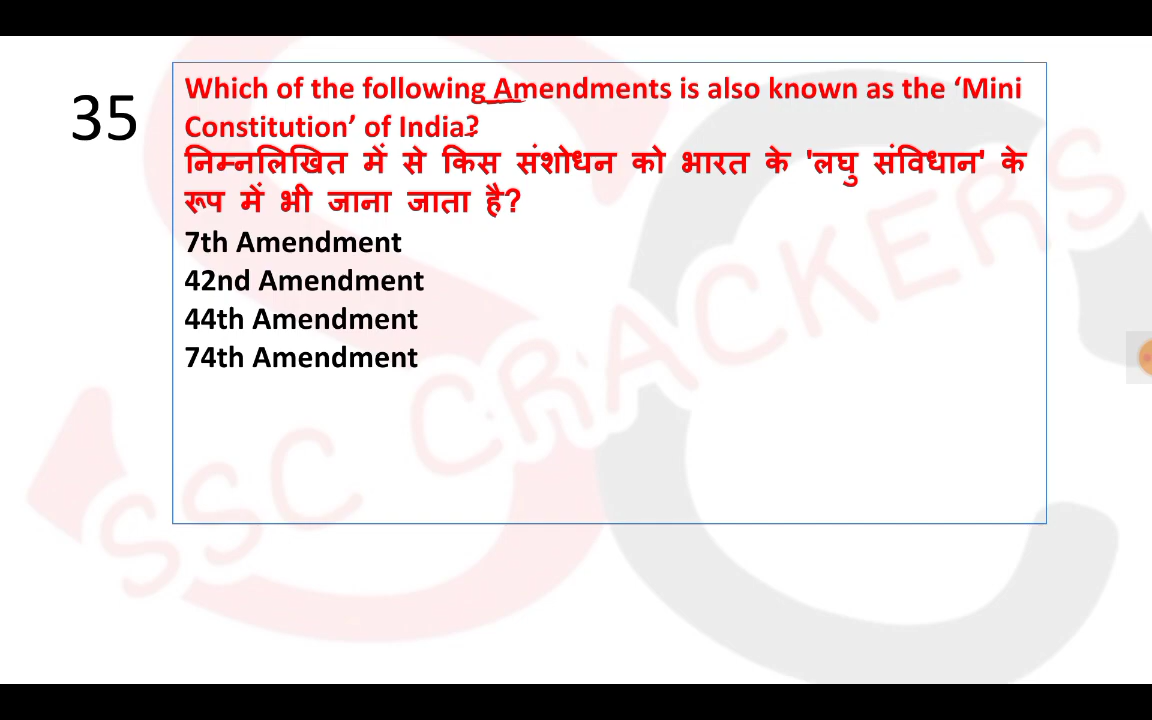 35
Which of the following Amendments is also known as the ‘Mini
Constitution’ of India?
निम्नलिखित में से किस संशोधन को भारत के 'लघु संविधान' के
रूप में भी जाना जाता है?
7th Amendment
42nd Amendment
44th Amendment
74th Amendment
SSC CRACKERS